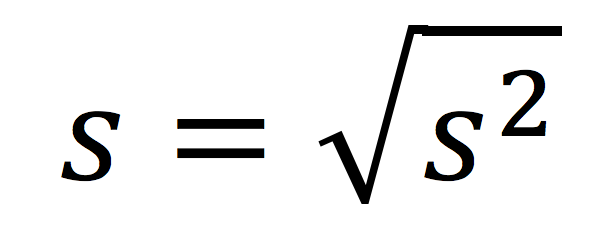 s = √s²